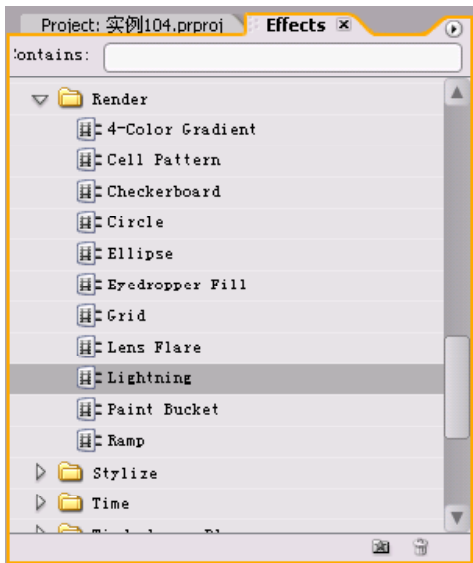 Project: 实例104.prproj Effects
ontains:
Render
4-Color Gradient
Cell Pattern
Checkerboard
Circle
Ellipse
Eyedropper Fill
Grid
Lens Flare
Lightning
Paint Bucket
Ramp
Stylize
Time